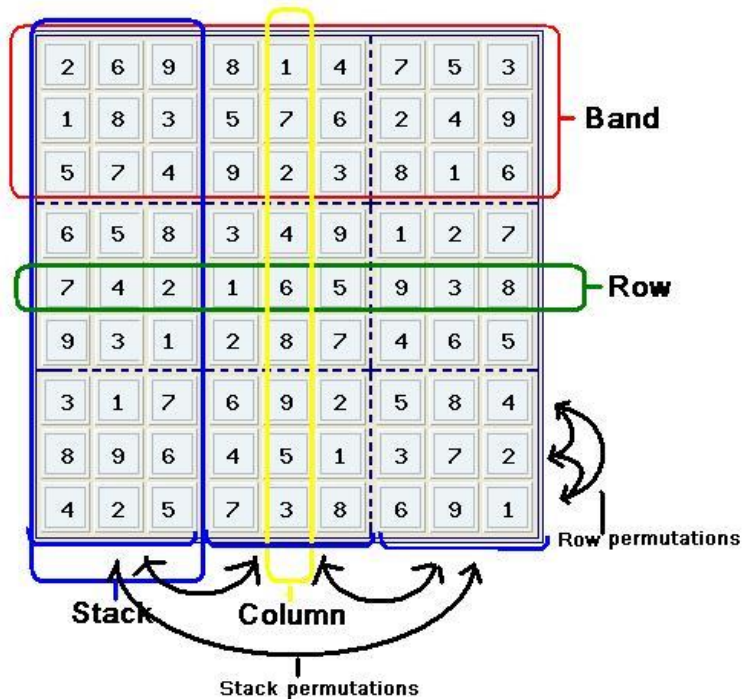 2 6 9 8 1 4 7 5 3
1 8 3 5 7 6 2 4 9
Band
5 7 4 9 2 3 8 1 6
6 5 8 3 4 9 1 2 7
7 4 2 1 6 5 9 3 8
Row
9 3 1 2 8 7 4 6 5
3 1 7 6 9 2 5 8 4
8 9 6 4 5 1 3 7 2
4 2 5 7 3 8 6 9 1
Row permutations
Stack
Column
Stack permutations